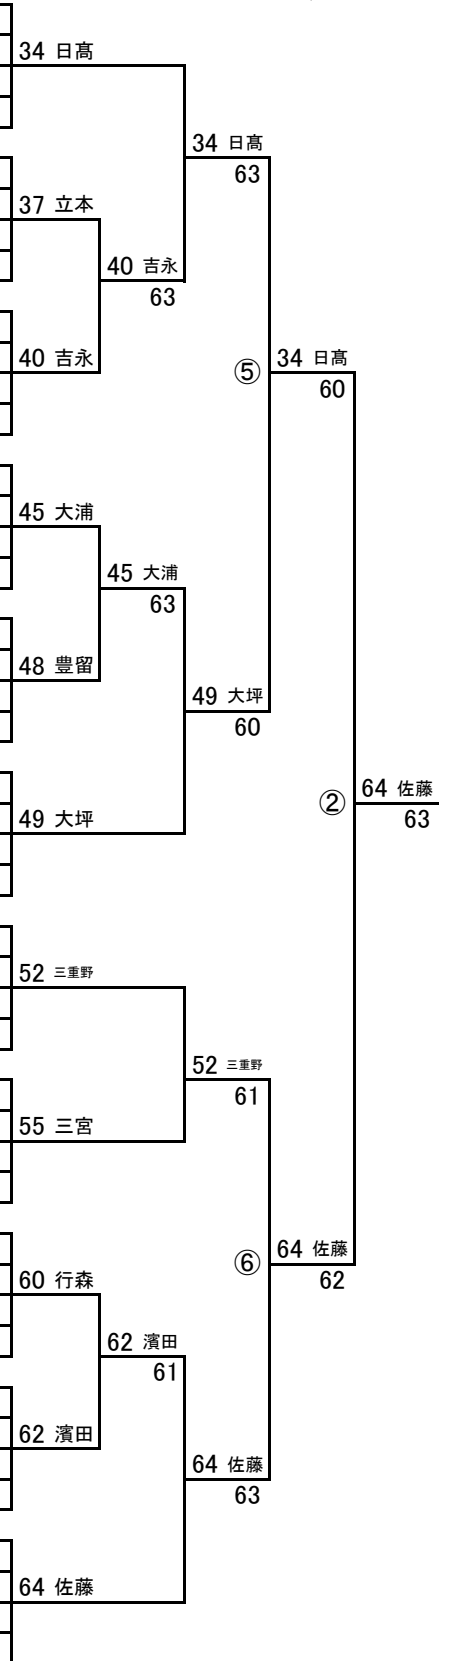 34 日髙
34 日髙
63
37 立本
40 吉永
63
40 吉永
⑤
34 日髙
60
45 大浦
45 大浦
63
48 豊留
49 大坪
60
49 大坪
②
64 佐藤
63
52 三重野
52 三重野
61
55 三宮
⑥
64 佐藤
62
60 行森
62 濱田
61
62 濱田
64 佐藤
63
64 佐藤